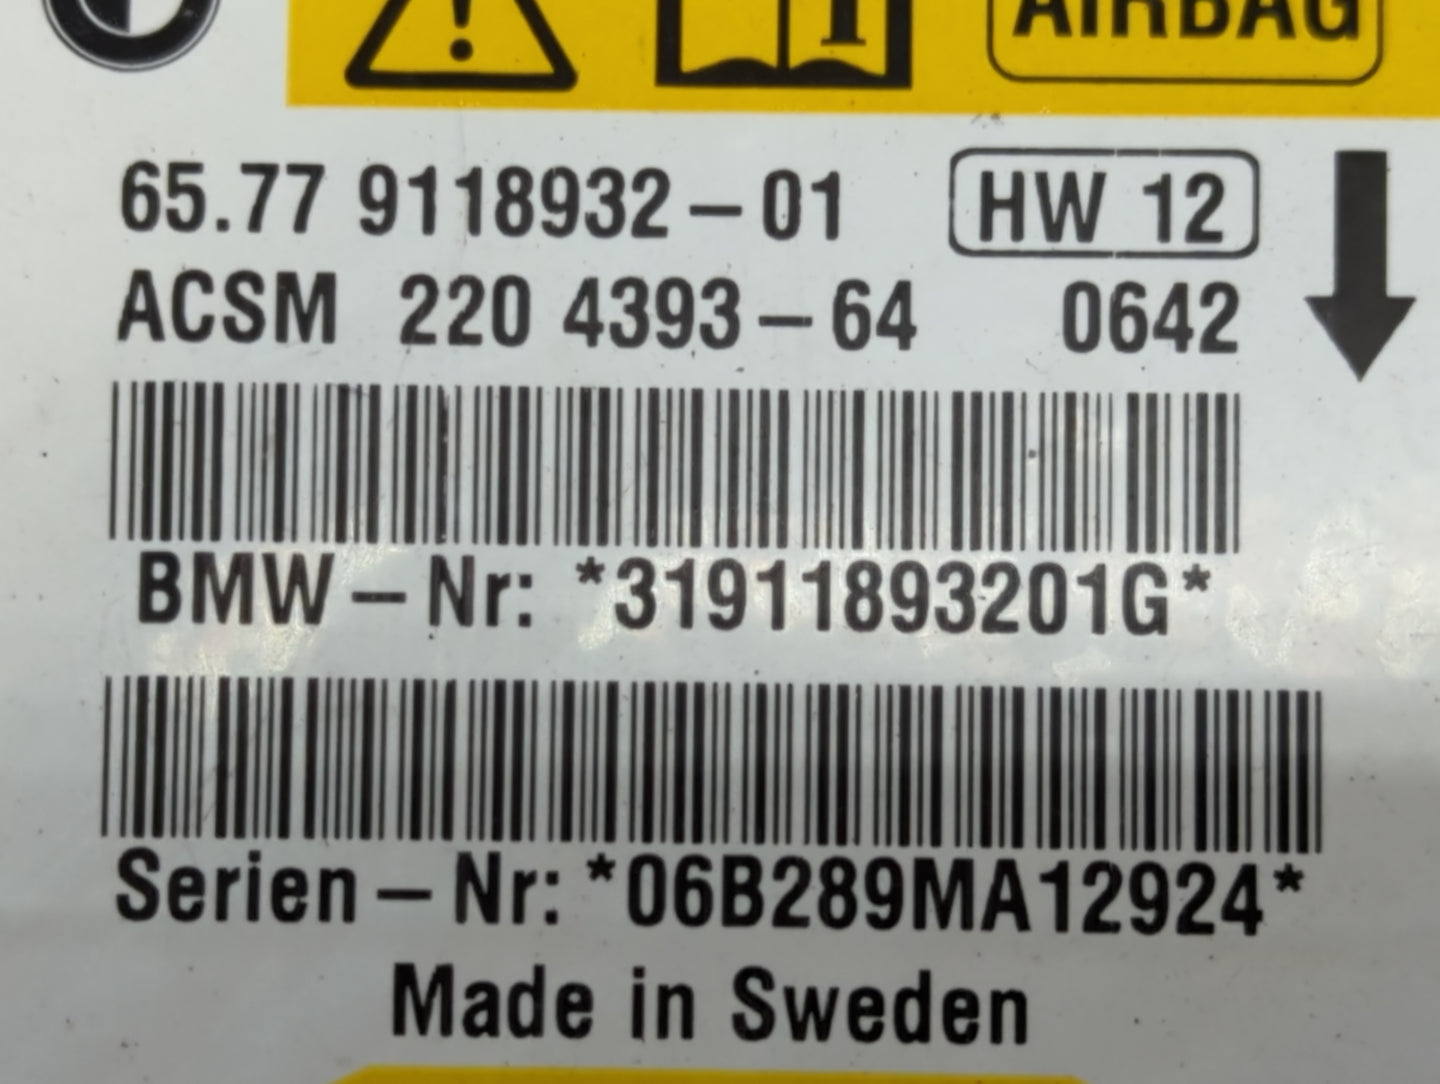 i
AIRBAG
65.77 9118932-01 HW 12
ACSM 220 4393-64 0642
BMW-Nr: *31911893201G*
Serien-Nr: *06B289MA12924*
Made in Sweden